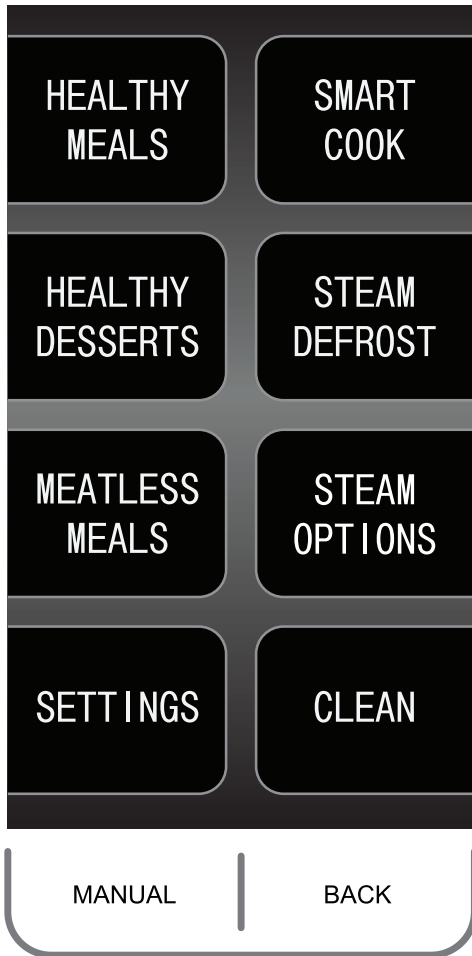 HEALTHY
MEALS
SMART
COOK
HEALTHY
DESSERTS
STEAM
DEFROST
MEATLESS
MEALS
STEAM
OPTIONS
SETTINGS
CLEAN
MANUAL
BACK